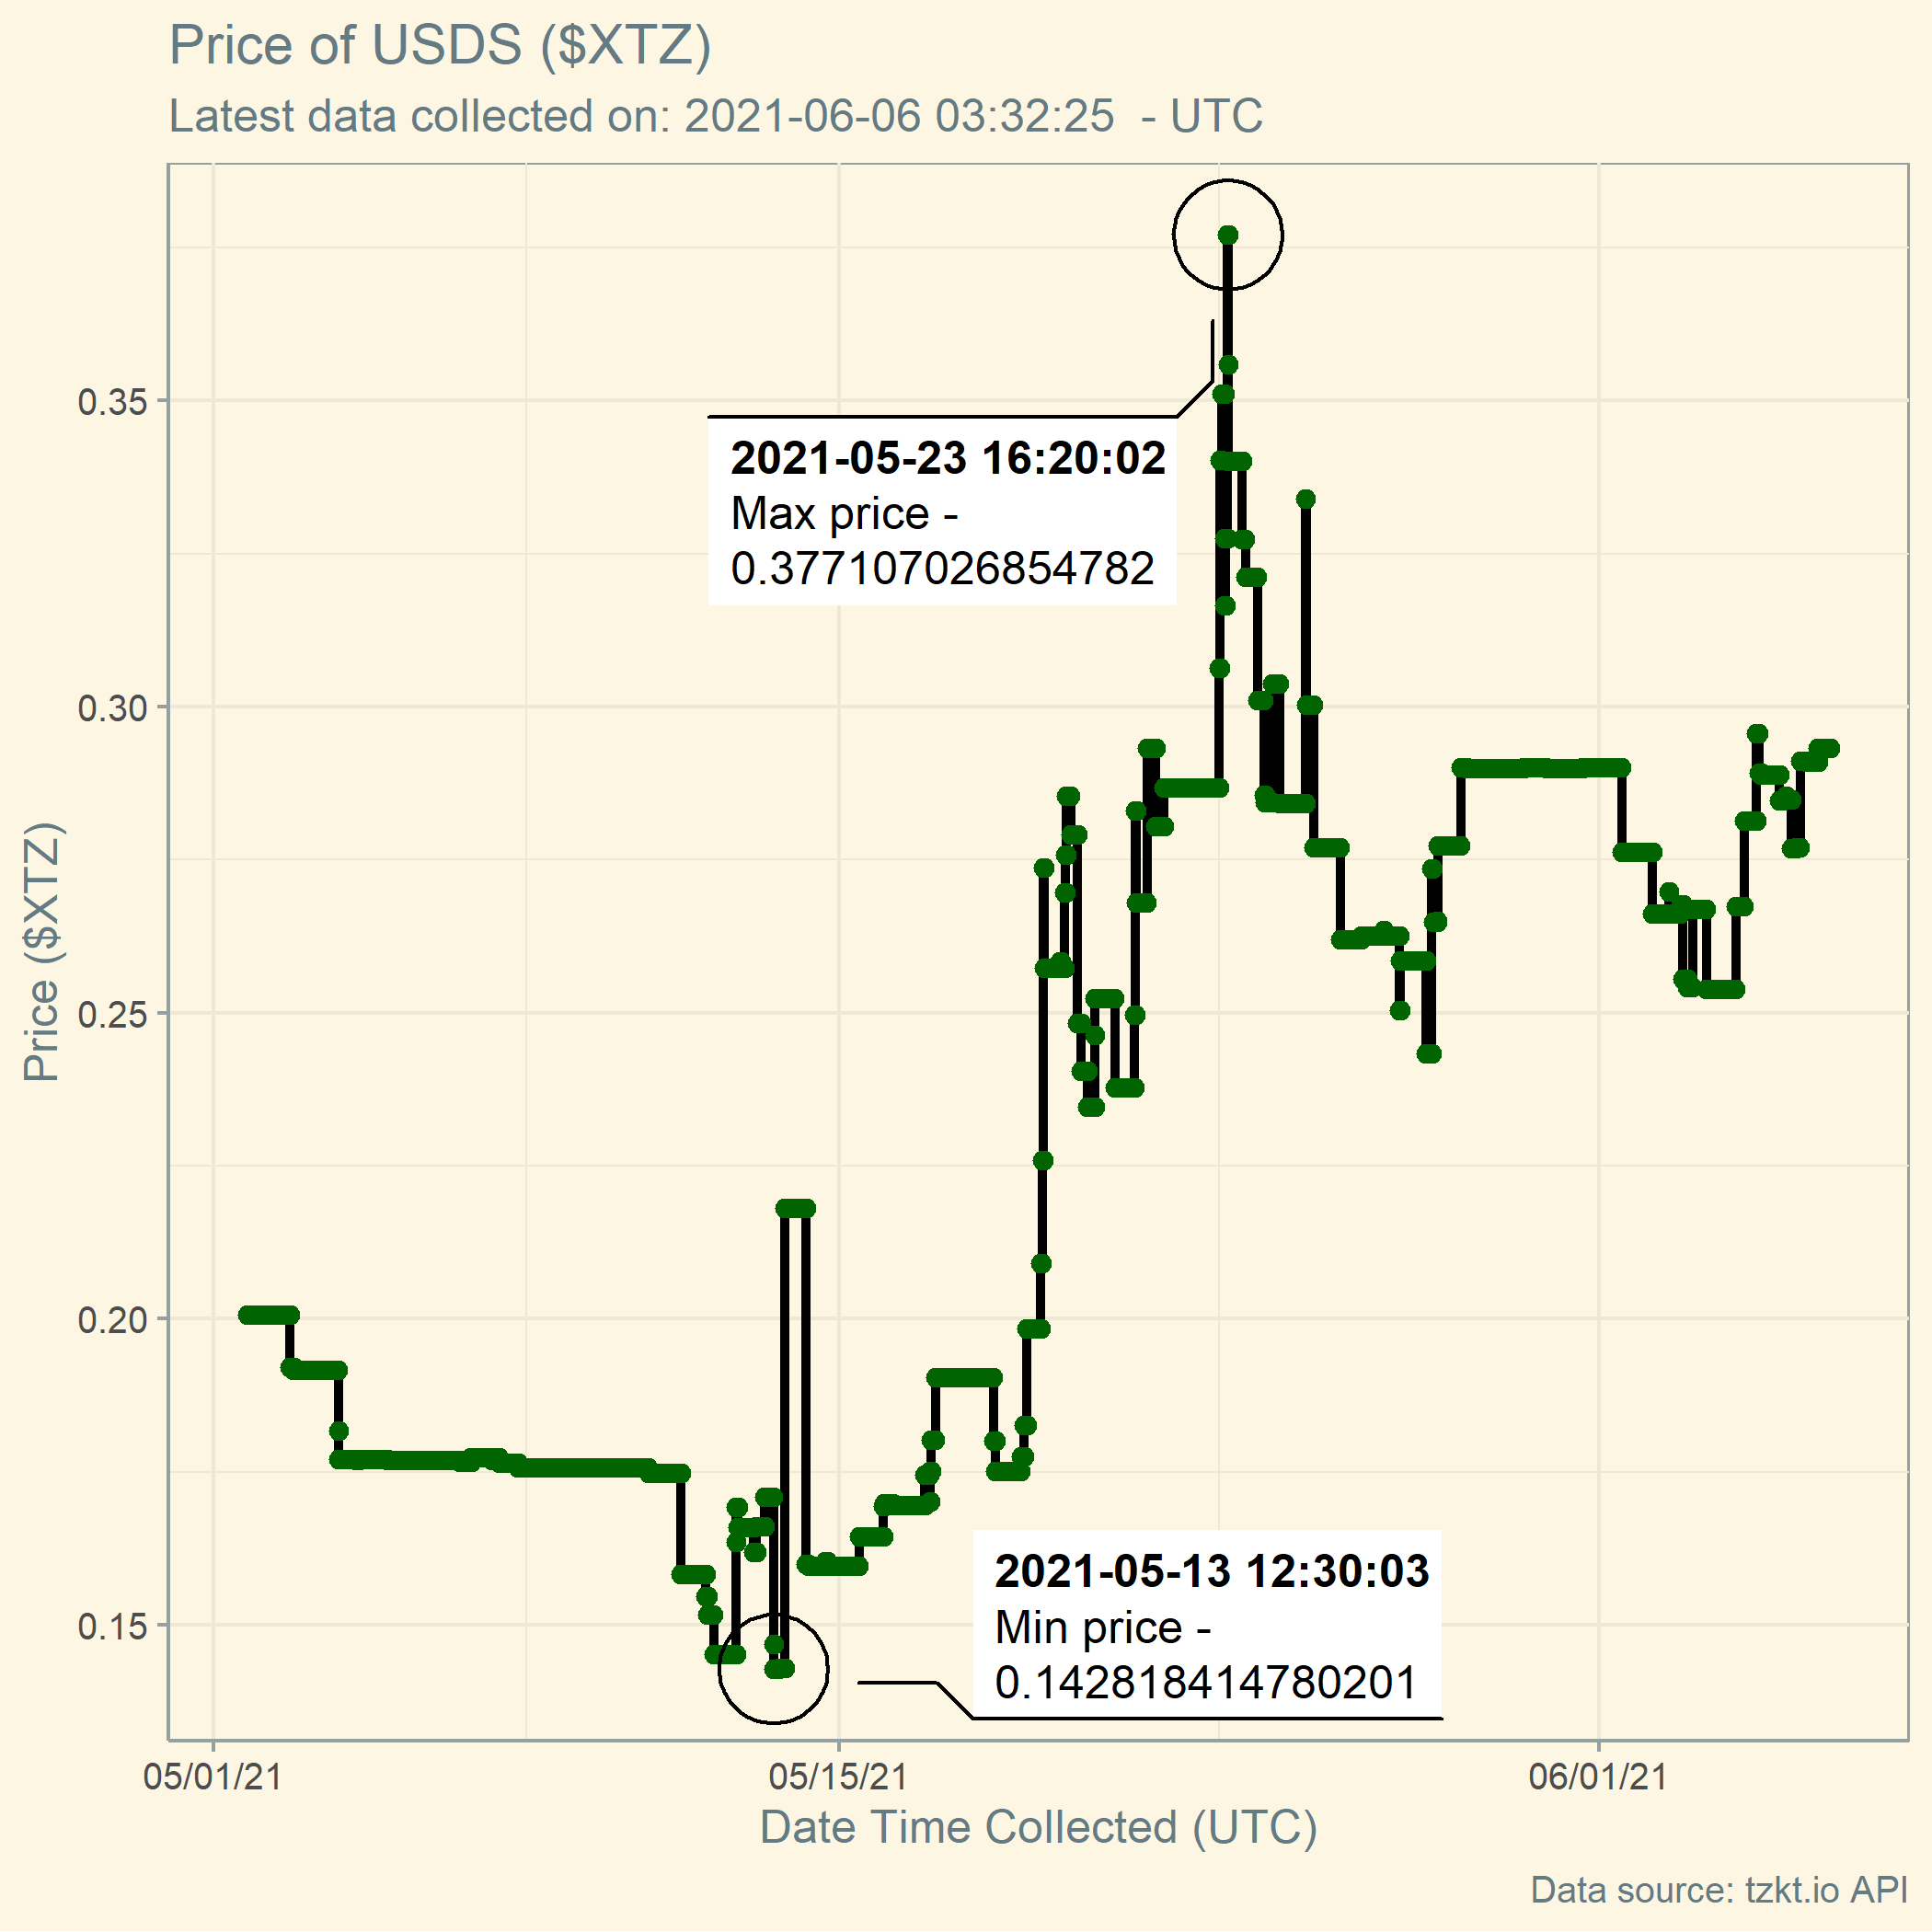 Price of USDS ($XTZ)
Latest data collected on: 2021-06-06 03:32:25  - UTC
2021-05-23 16:20:02
Max price -
0.377107026854782
2021-05-13 12:30:03
Min price -
0.142818414780201
Price ($XTZ)
0.35
0.30
0.25
0.20
0.15
05/01/21
05/15/21
06/01/21
Date Time Collected (UTC)
Data source: tzkt.io API